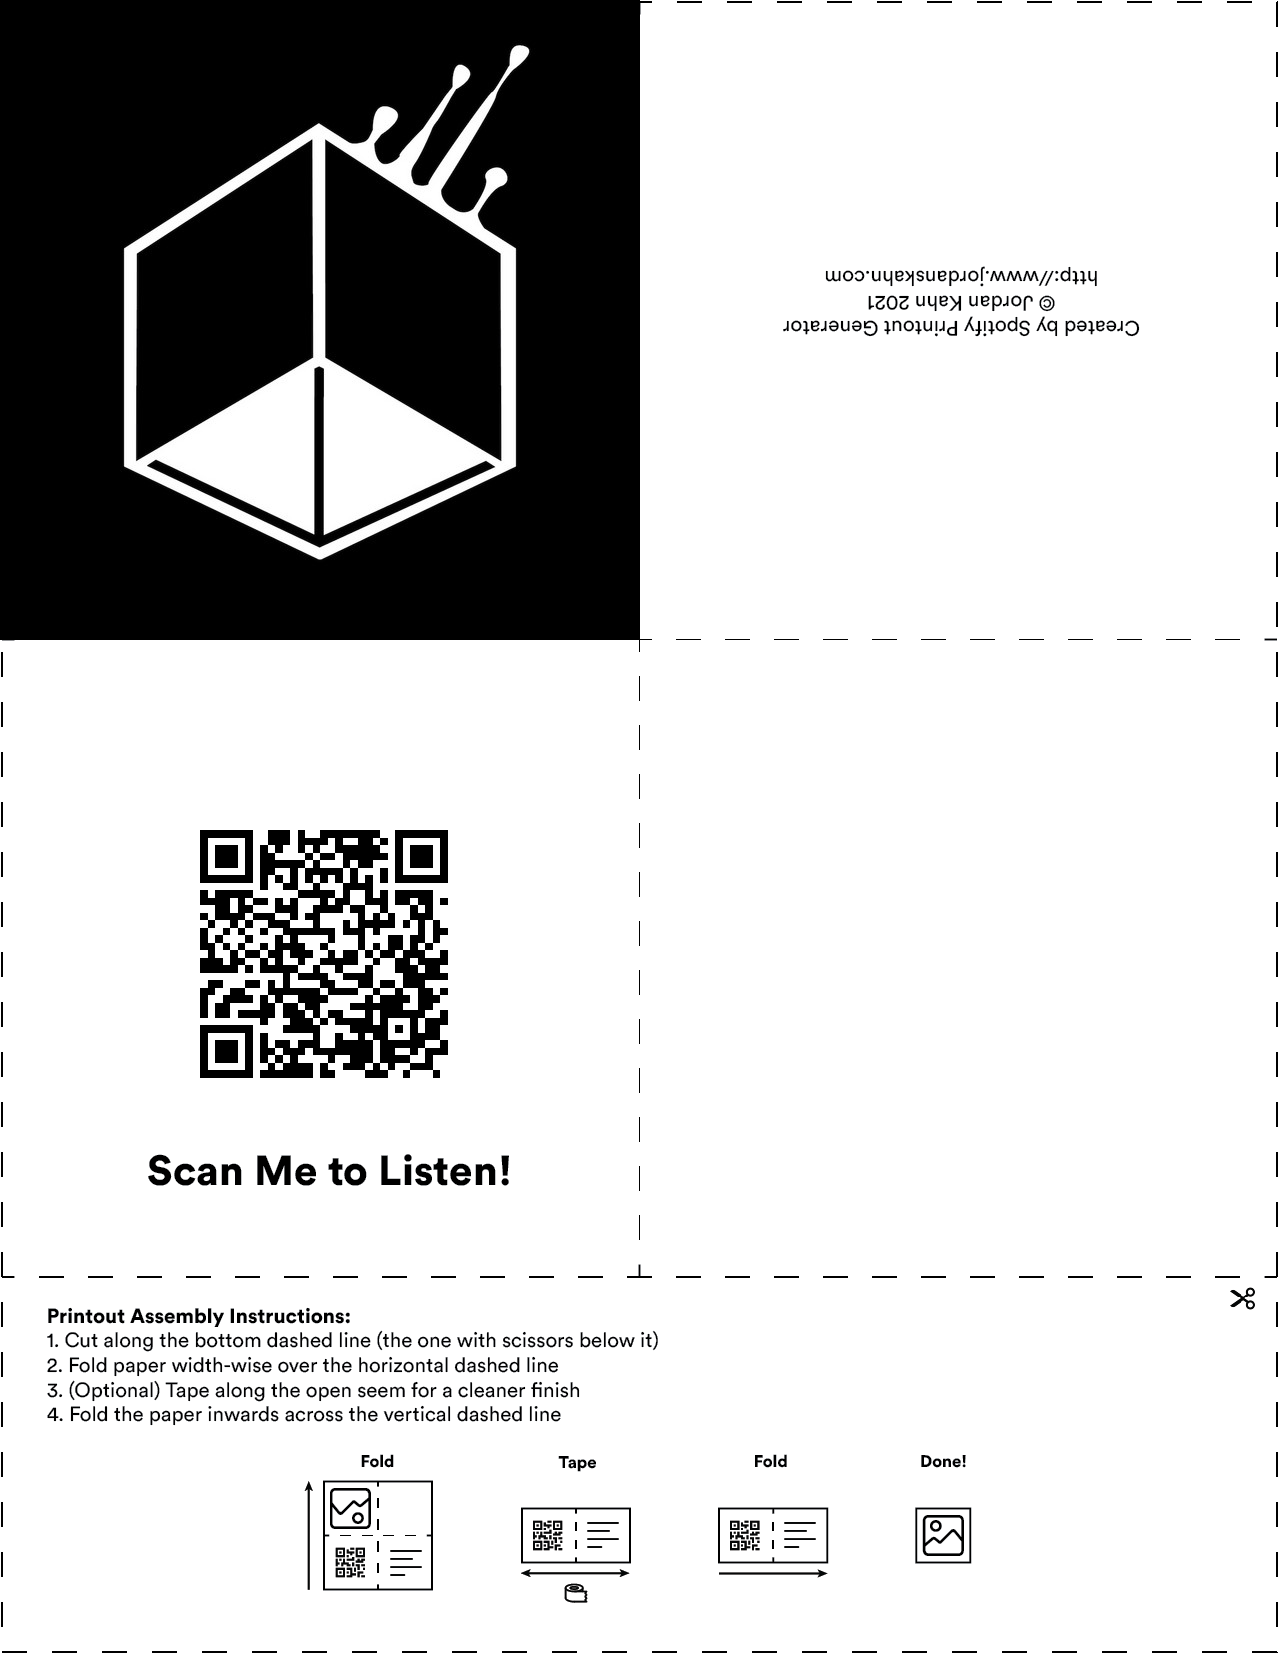 Created by Spotify Printout Generator
© Jordan Kahn 2021
http://www.jordanskahn.com
Scan Me to Listen!
Printout Assembly Instructions:
1. Cut along the bottom dashed line (the one with scissors below it)
2. Fold paper width-wise over the horizontal dashed line
3. (Optional) Tape along the open seem for a cleaner finish
4. Fold the paper inwards across the vertical dashed line
Fold
Tape
Fold
Done!